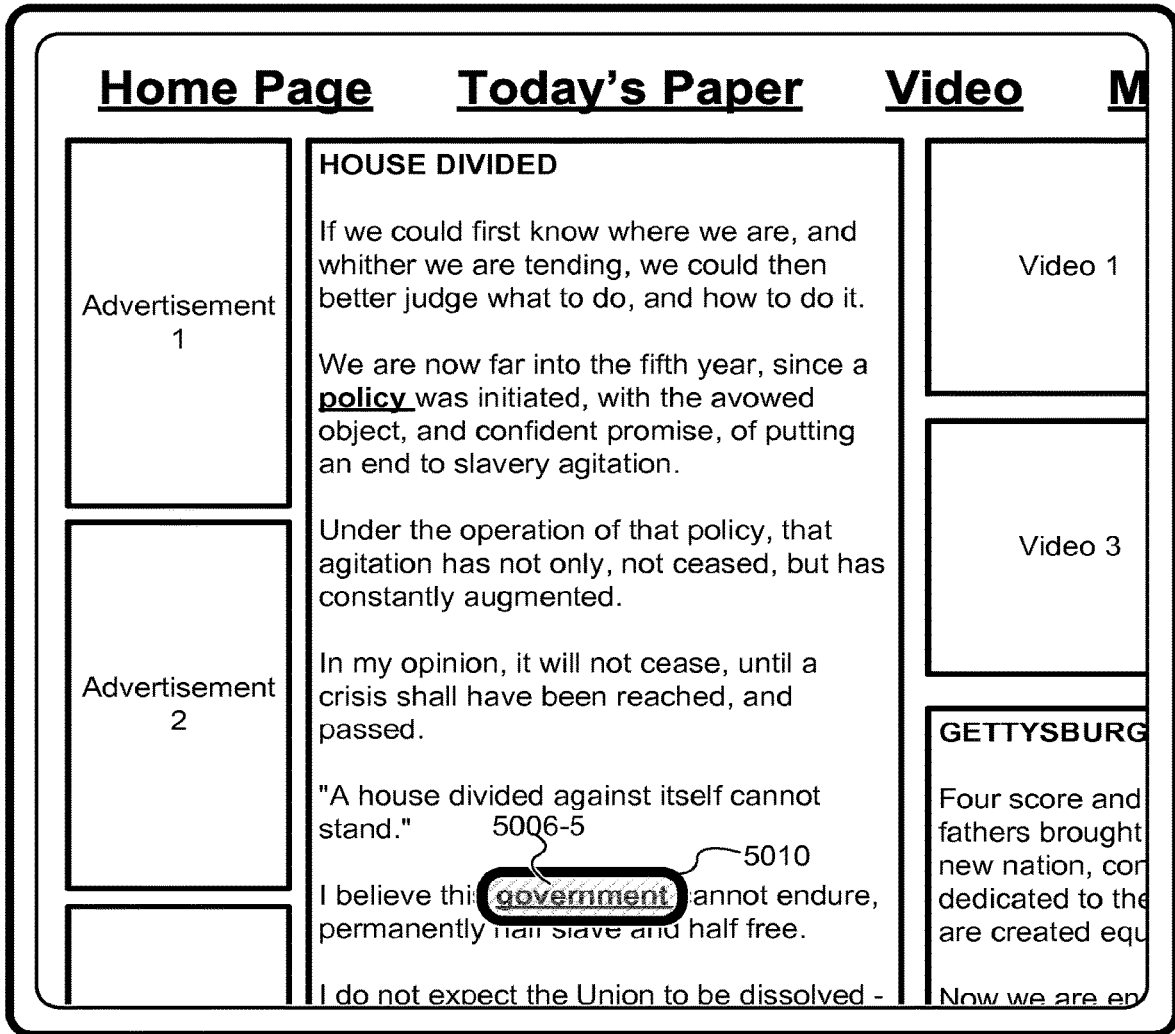 Home Page Today's Paper Video M
Advertisement
1
Advertisement
2
HOUSE DIVIDED
If we could first know where we are, and
whither we are tending, we could then
better judge what to do, and how to do it.
We are now far into the fifth year, since a
policy was initiated, with the avowed
object, and confident promise, of putting
an end to slavery agitation.
Under the operation of that policy, that
agitation has not only, not ceased, but has
constantly augmented.
In my opinion, it will not cease, until a
crisis shall have been reached, and
passed.
"A house divided against itself cannot
stand." 5006-5
5010
I believe thi government annot endure,
permanently half slave and half free.
I do not expect the Union to be dissolved -
Video 1
Video 3
GETTYSBURG
Four score and
fathers brought
new nation, con
dedicated to the
are created equ
Now we are en